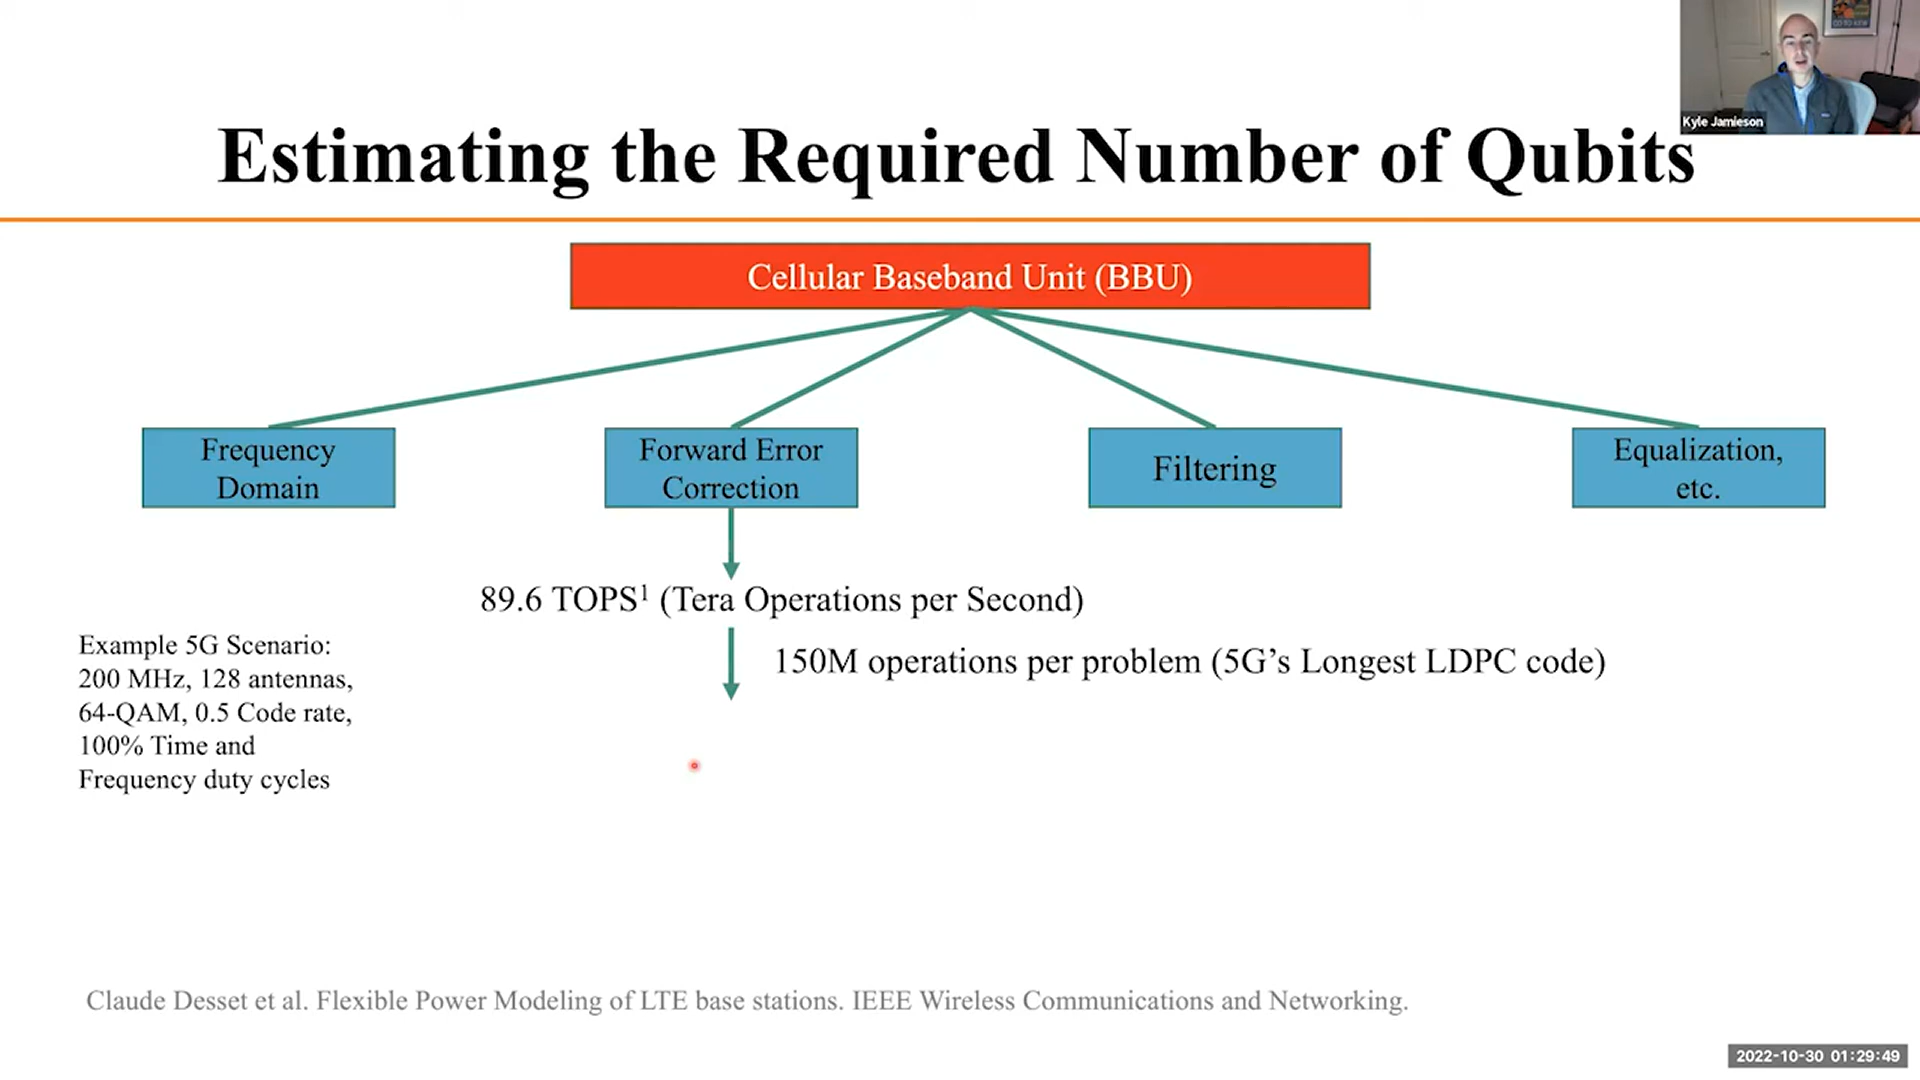 Kyle Jamieson
Estimating the Required Number of Qubits
Cellular Baseband Unit (BBU)
Frequency
Domain
Forward Error
Correction
Filtering
Equalization,
etc.
89.6 TOPS¹ (Tera Operations per Second)
150M operations per problem (5G’s Longest LDPC code)
Example 5G Scenario:
200 MHz, 128 antennas,
64-QAM, 0.5 Code rate,
100% Time and
Frequency duty cycles
Claude Desset et al. Flexible Power Modeling of LTE base stations. IEEE Wireless Communications and Networking.
2022-10-30 01:29:49